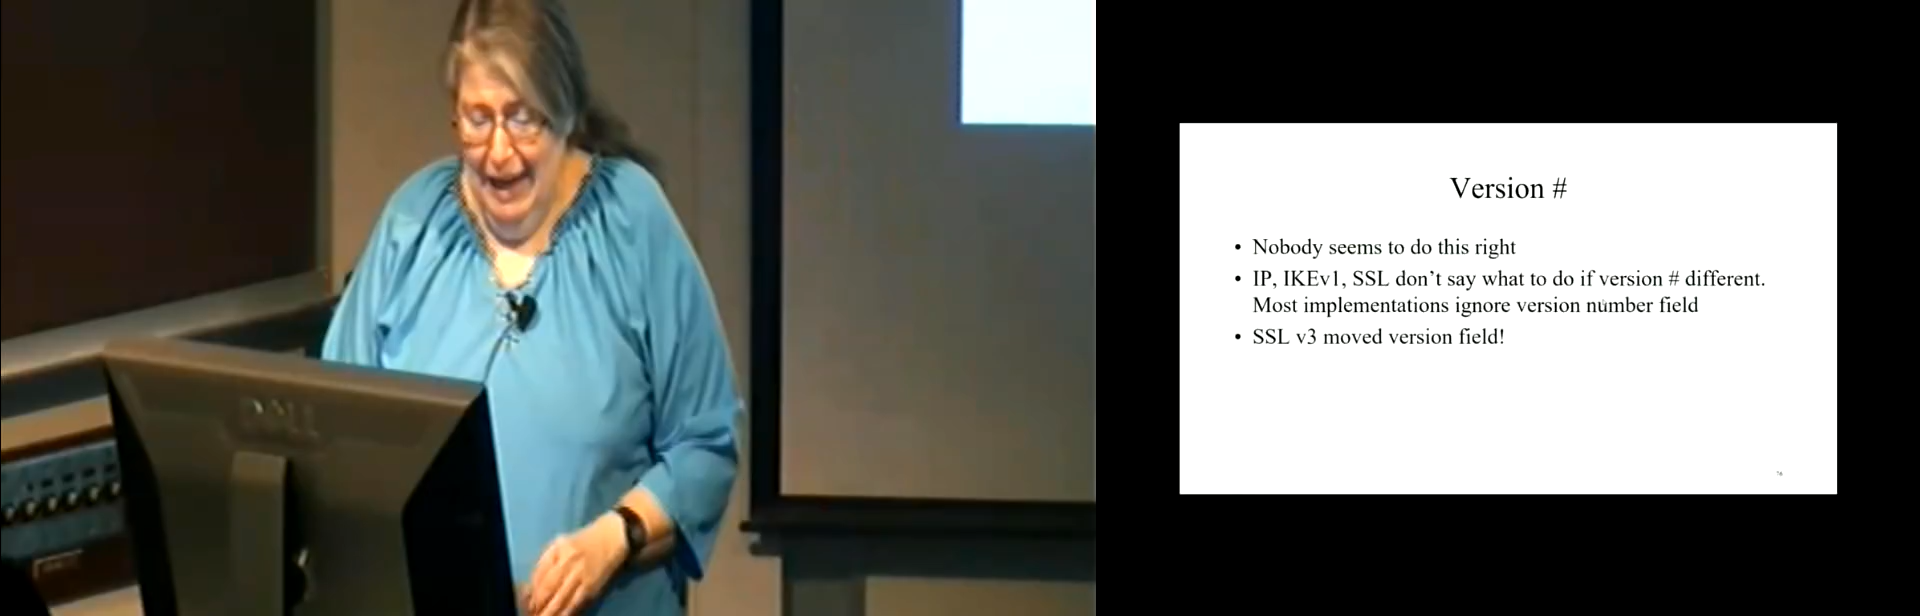 DELL
Version #
• Nobody seems to do this right
• IP, IKEv1, SSL don't say what to do if version # different.
Most implementations ignore version number field
• SSL v3 moved version field!